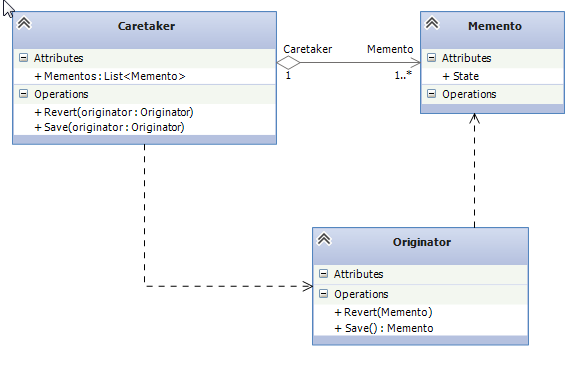 Caretaker
Attributes
+ Mementos : List<Memento>
Operations
+ Revert(originator : Originator)
+ Save(originator : Originator)
Caretaker
Memento
1
1..*
Memento
Attributes
+ State
Operations
Originator
Attributes
Operations
+ Revert(Memento)
+ Save() : Memento